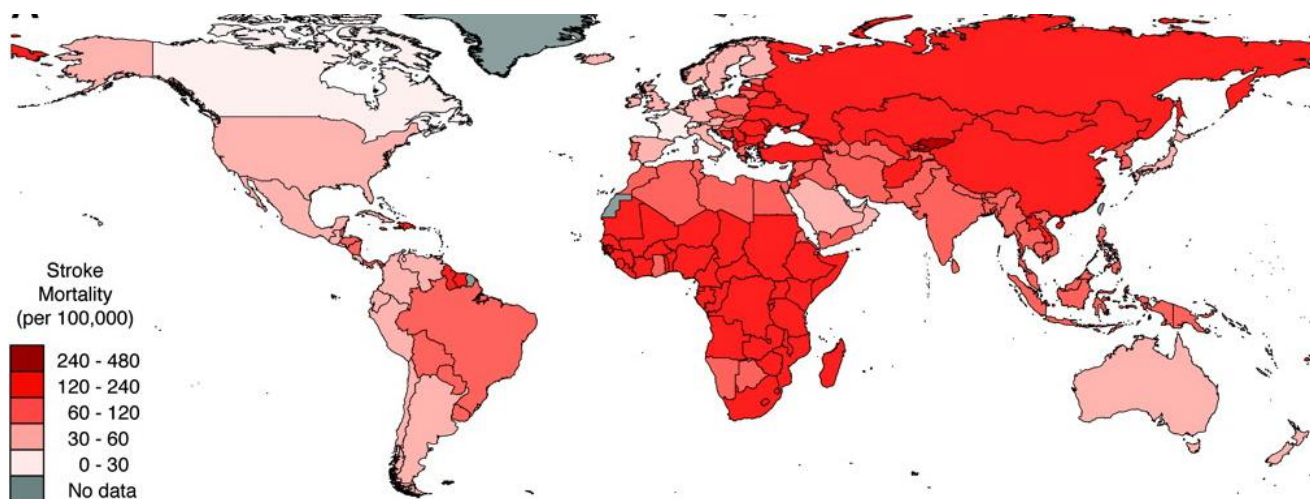 Stroke
Mortality
(per 100,000)
240 - 480
120 - 240
60 - 120
30 - 60
0 - 30
No data